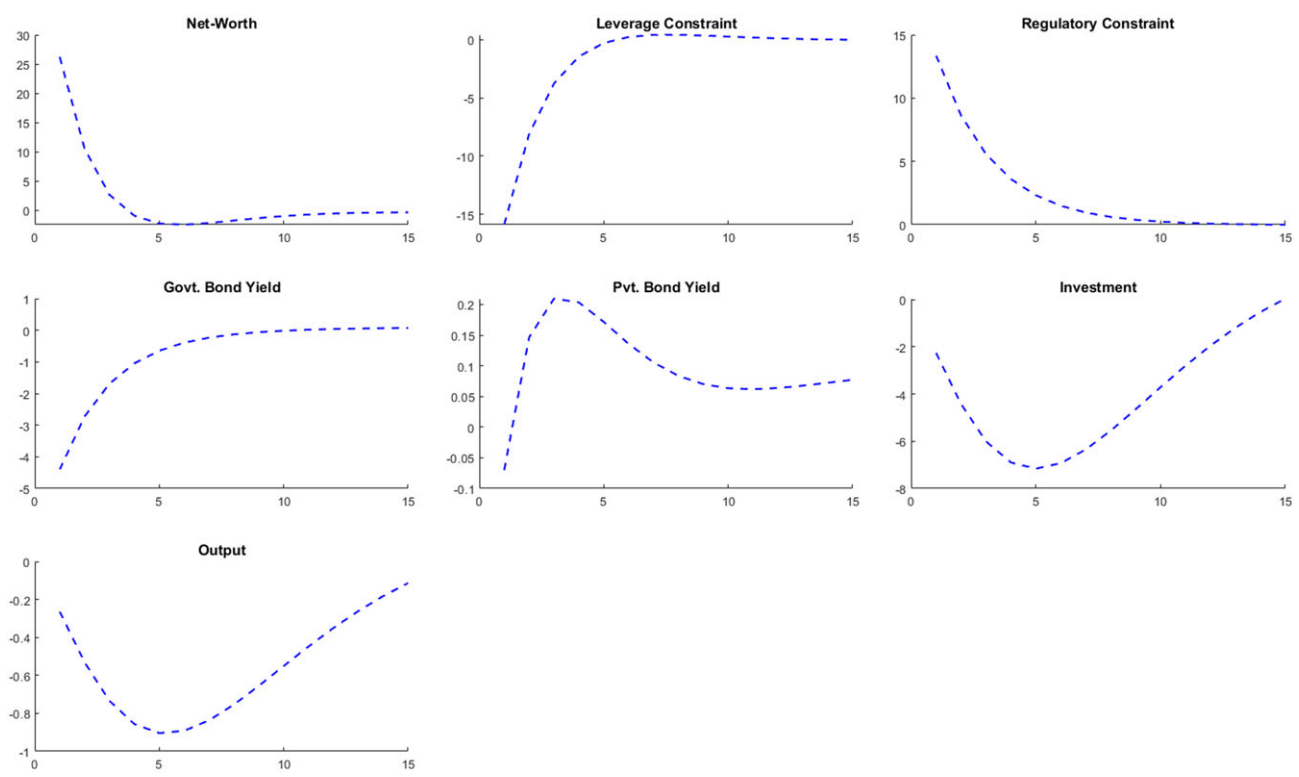 Net-Worth
30
25
20
15
10
5
0
0 5 10 15
Leverage Constraint
0
-5
-10
-15
0 5 10 15
Regulatory Constraint
15
10
5
0
0 5 10 15
Govt. Bond Yield
1
0
-1
-2
-3
-4
-5
0 5 10 15
Pvt. Bond Yield
0.2
0.15
0.1
0.05
0
-0.05
-0.1
0 5 10 15
Investment
0
-2
-4
-6
-8
0 5 10 15
Output
0
-0.2
-0.4
-0.6
-0.8
-1
0 5 10 15